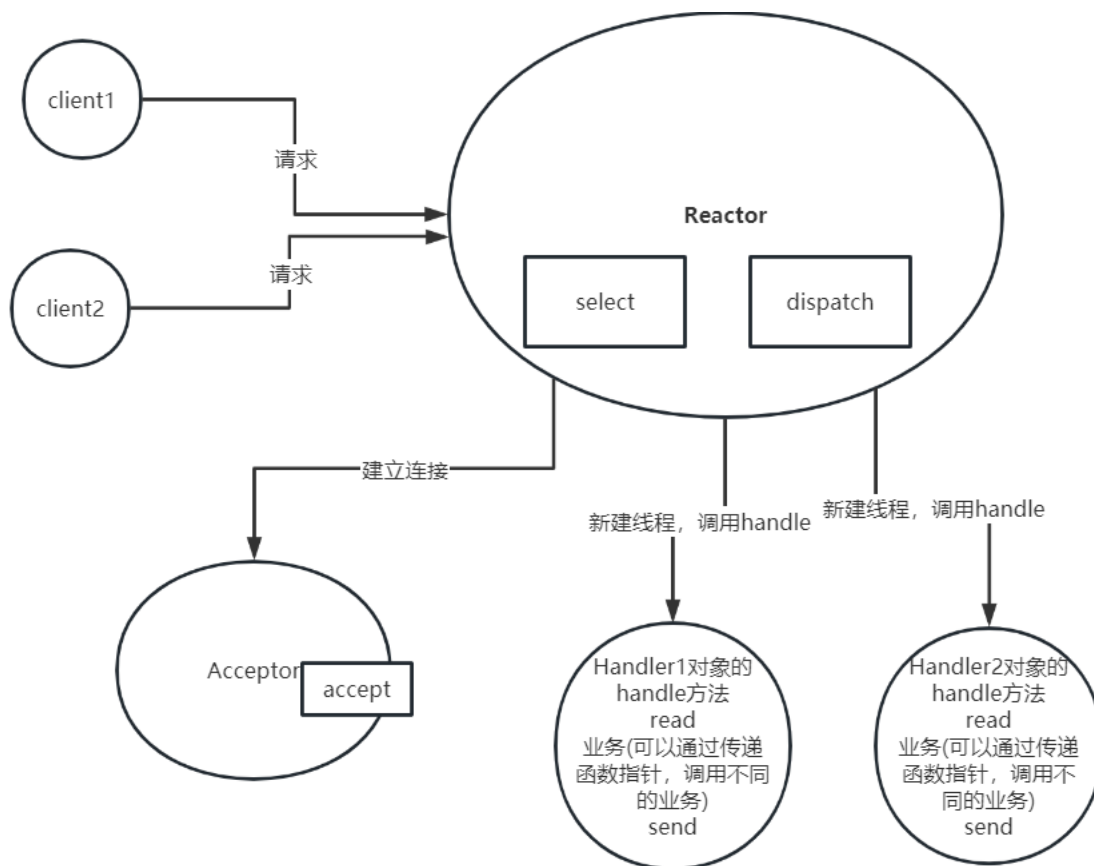 client1
请求
Reactor
请求
client2
select
dispatch
建立连接
新建线程，调用handle
新建线程，调用handle
Acceptor
accept
Handler1对象的
handle方法
read
业务(可以通过传递
函数指针，调用不同
的业务)
send
Handler2对象的
handle方法
read
业务(可以通过传递
函数指针，调用不
同的业务)
send